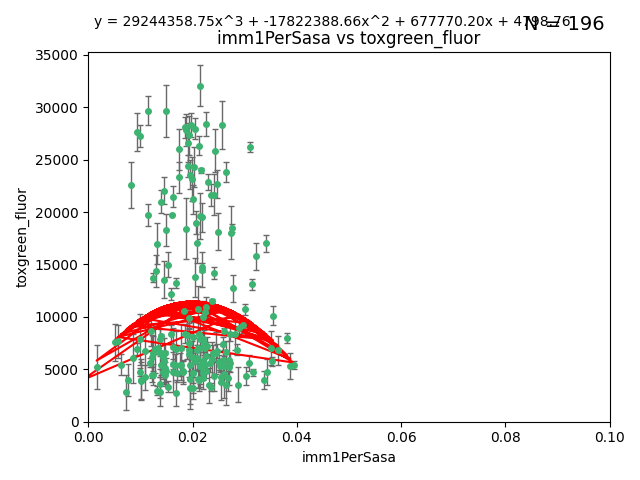 y = 29244358.75x^3 + -17822388.66x^2 + 677770.20x + 4198.76
N = 196
imm1PerSasa vs toxgreen_fluor
35000
30000
25000
20000
15000
10000
5000
0
toxgreen_fluor
0.00 0.02 0.04 0.06 0.08 0.10
imm1PerSasa